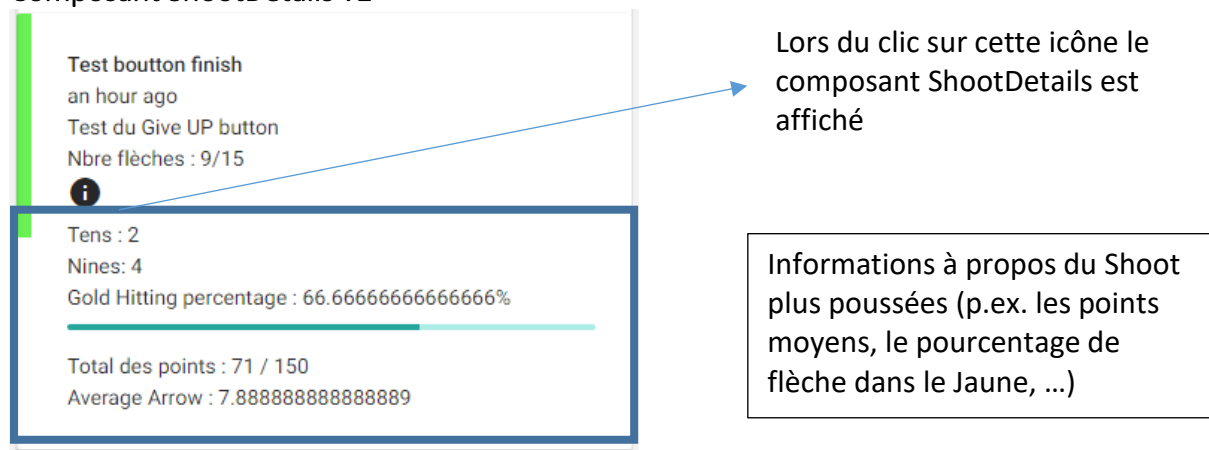 Composant ShootDetails V2
Test boutton finish
an hour ago
Test du Give UP button
Nbre flèches : 9/15
i
Tens : 2
Nines: 4
Gold Hitting percentage : 66.66666666666666%
Total des points : 71 / 150
Average Arrow : 7.888888888888889
Lors du clic sur cette icône le
composant ShootDetails est
affiché
Informations à propos du Shoot
plus poussées (p.ex. les points
moyens, le pourcentage de
flèche dans le Jaune, …)